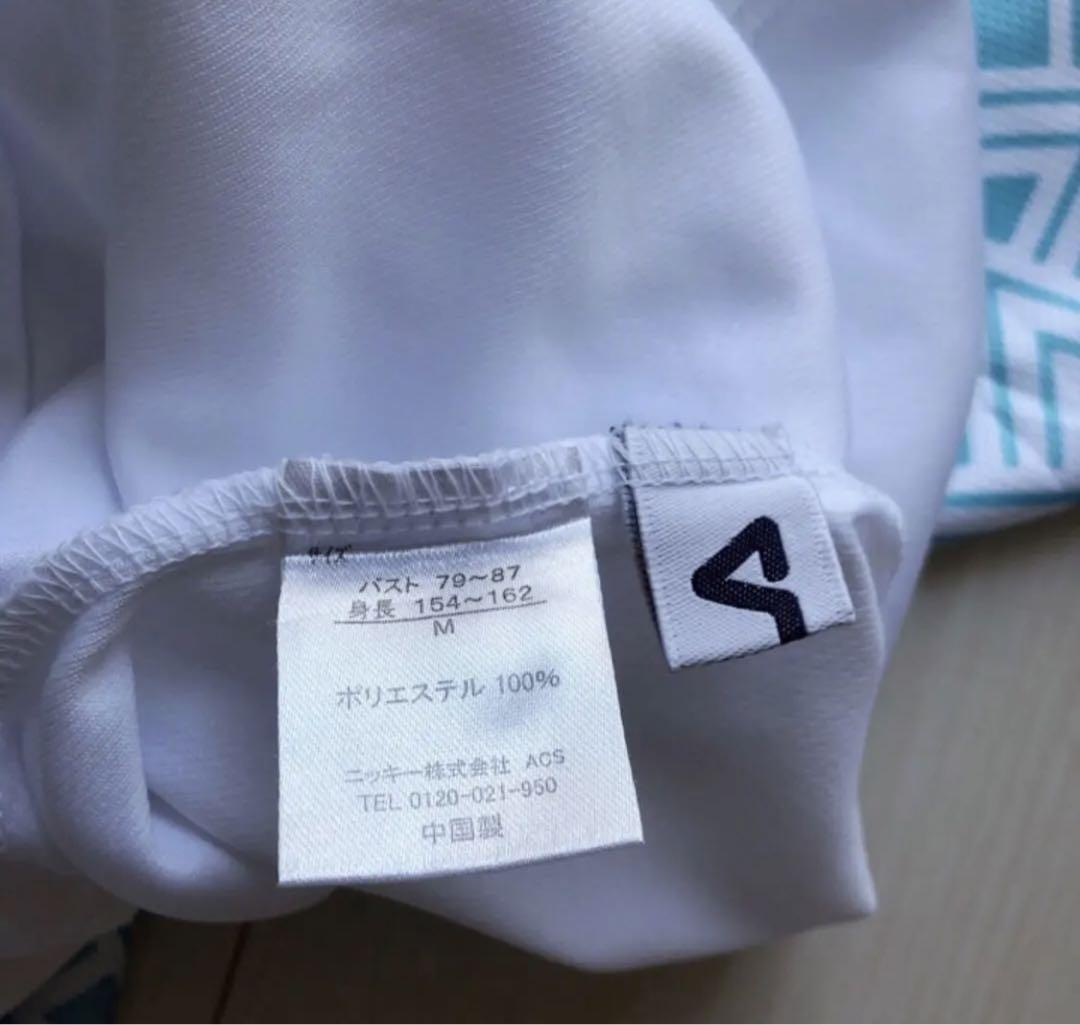 サイズ
バスト 79～87
身長 154～162
M
ポリエステル 100%
ニッキー株式会社 ACS
TEL 0120-021-950
中国製